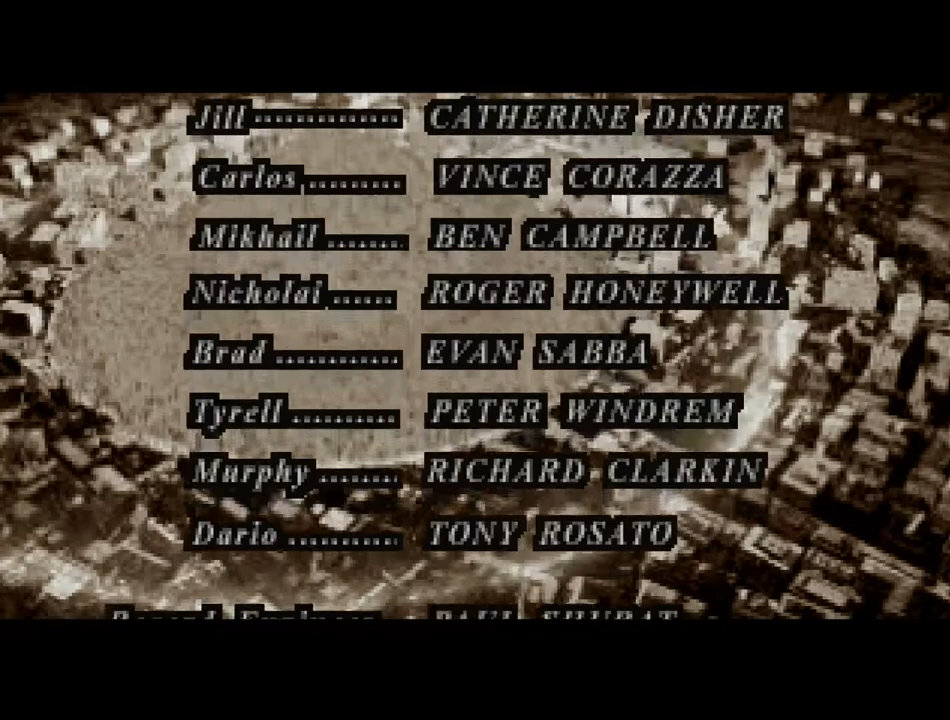 Jill .............. CATHERINE DISHER
Carlos ......... VINCE CORAZZA
Mikhail ....... BEN CAMPBELL
Nicholai ...... ROGER HONEYWELL
Brad ............ EVAN SABBA
Tyrell .......... PETER WINDREM
Murphy ........ RICHARD CLARKIN
Dario ........... TONY ROSATO